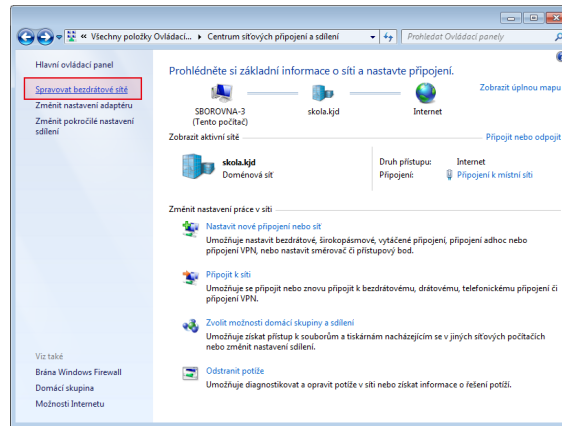 « Všechny položky Ovládací... ▸ Centrum síťových připojení a sdílení
Prohledat Ovládací panely
Hlavní ovládací panel
Spravovat bezdrátové sítě
Změnit nastavení adaptéru
Změnit pokročilé nastavení
sdílení
Prohlédněte si základní informace o síti a nastavte připojení.
Zobrazit úplnou mapu
SBOROVNA-3
(Tento počítač)
skola.kjd
Internet
Zobrazit aktivní sítě
Připojit nebo odpojit
skola.kjd
Doménová síť
Druh přístupu: Internet
Připojení: Připojení k místní síti
Změnit nastavení práce v síti
Nastavit nové připojení nebo síť
Umožňuje nastavit bezdrátové, širokopásmové, vytáčené připojení, připojení adhoc nebo
připojení VPN, nebo nastavit směrovač či přístupový bod.
Připojit k síti
Umožňuje se připojit nebo znovu připojit k bezdrátovému, drátovému, telefonickému připojení či
připojení VPN.
Zvolit možnosti domácí skupiny a sdílení
Umožňuje získat přístup k souborům a tiskárnám nacházejícím se v jiných síťových počítačích
nebo změnit nastavení sdílení.
Odstranit potíže
Umožňuje diagnostikovat a opravit potíže v síti nebo získat informace o řešení potíží.
Viz také
Brána Windows Firewall
Domácí skupina
Možnosti Internetu